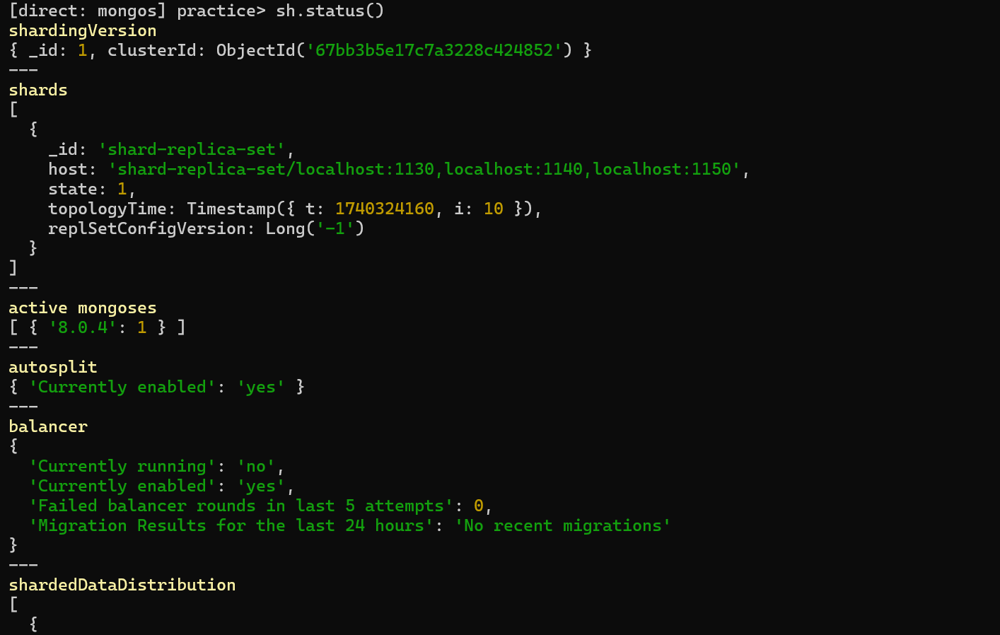 [direct: mongos] practice> sh.status()
shardingVersion
{ _id: 1, clusterId: ObjectId('67bb3b5e17c7a3228c424852') }
---
shards
[
  {
    _id: 'shard-replica-set',
    host: 'shard-replica-set/localhost:1130,localhost:1140,localhost:1150',
    state: 1,
    topologyTime: Timestamp({ t: 1740324160, i: 10 }),
    replSetConfigVersion: Long('-1')
  }
]
---
active mongoses
[ { '8.0.4': 1 } ]
---
autosplit
{ 'Currently enabled': 'yes' }
---
balancer
{
  'Currently running': 'no',
  'Currently enabled': 'yes',
  'Failed balancer rounds in last 5 attempts': 0,
  'Migration Results for the last 24 hours': 'No recent migrations'
}
---
shardedDataDistribution
[
  {